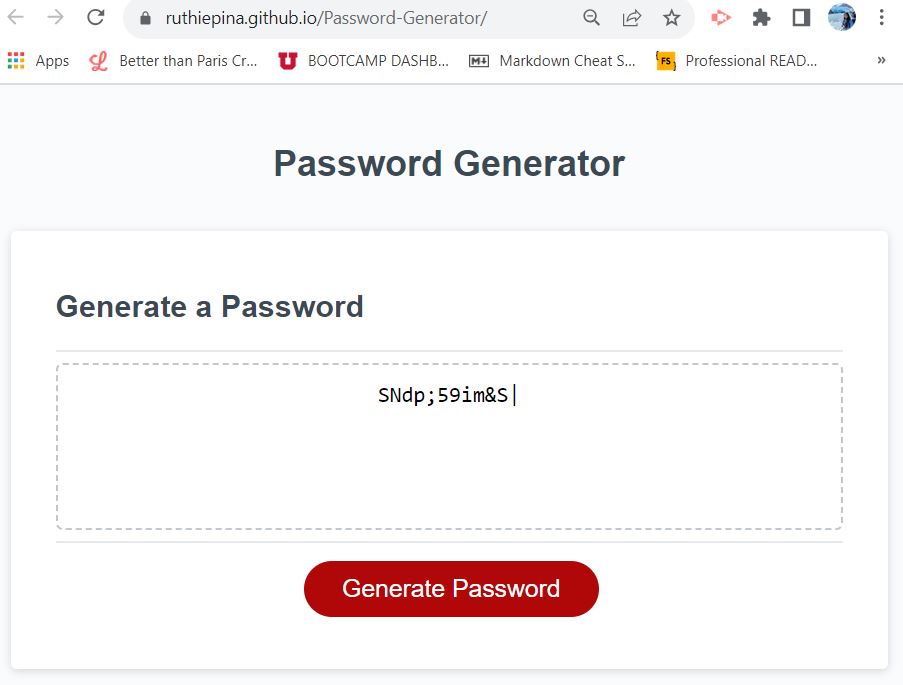 ruthiepina.github.io/Password-Generator/
Apps Better than Paris Cr... BOOTCAMP DASHB... Markdown Cheat S... FS Professional READ... »
Password Generator
Generate a Password
SNdp;59im&S|
Generate Password